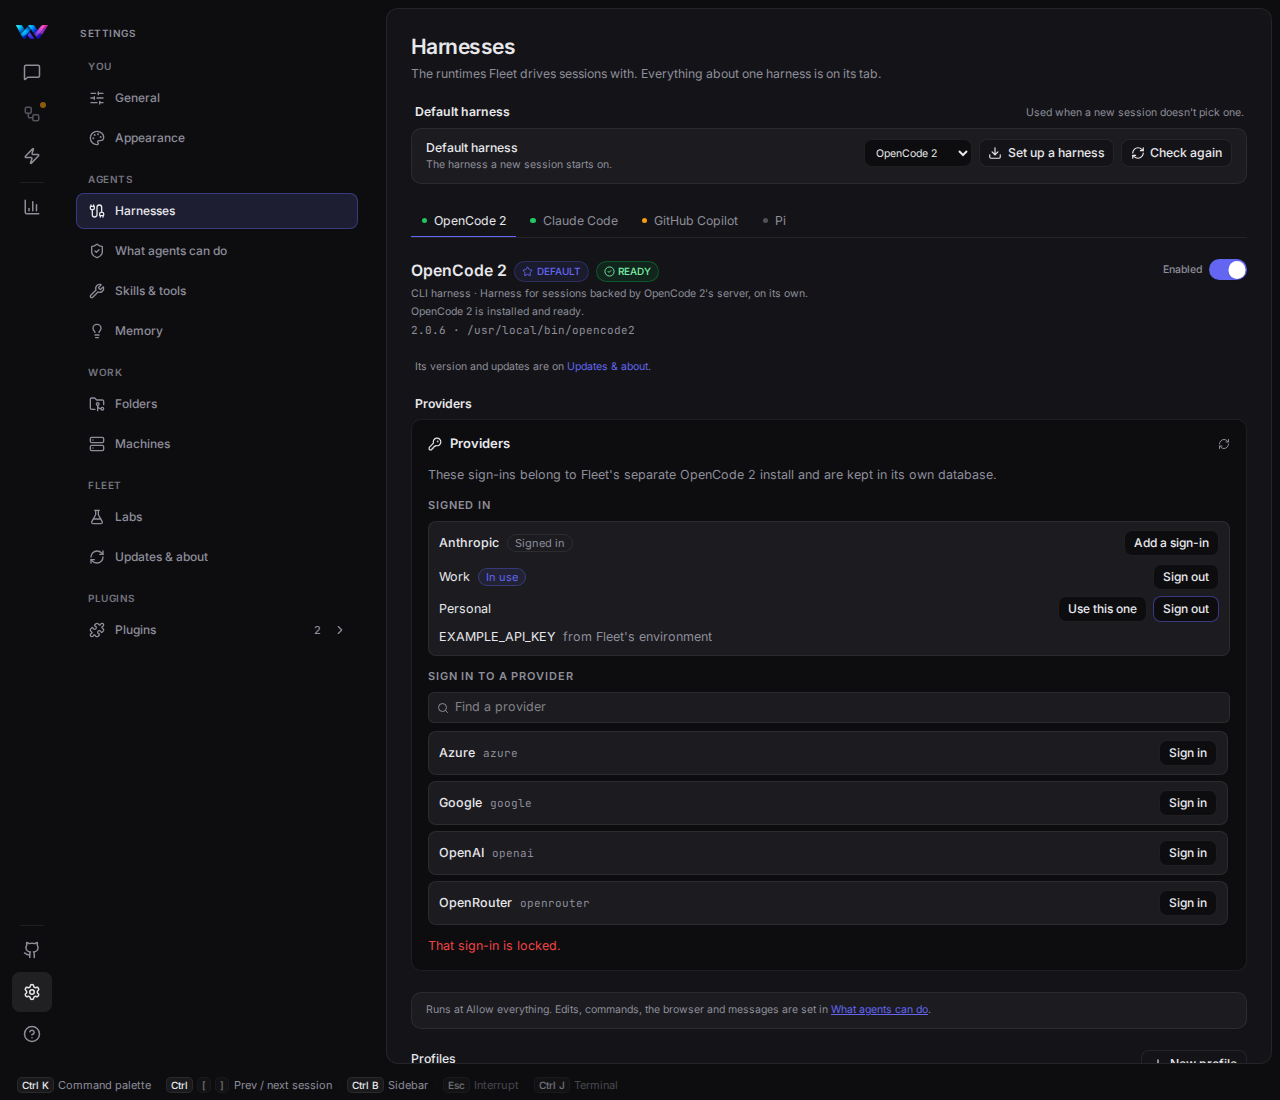 SETTINGS
YOU
General
Appearance
AGENTS
Harnesses
What agents can do
Skills & tools
Memory
WORK
Folders
Machines
FLEET
Labs
Updates & about
PLUGINS
Plugins 2
Harnesses
The runtimes Fleet drives sessions with. Everything about one harness is on its tab.
Default harness Used when a new session doesn't pick one.
Default harness
The harness a new session starts on.
OpenCode 2 Set up a harness Check again
OpenCode 2 Claude Code GitHub Copilot Pi
OpenCode 2 DEFAULT READY Enabled
CLI harness · Harness for sessions backed by OpenCode 2's server, on its own.
OpenCode 2 is installed and ready.
2.0.6 · /usr/local/bin/opencode2
Its version and updates are on Updates & about.
Providers
Providers
These sign-ins belong to Fleet's separate OpenCode 2 install and are kept in its own database.
SIGNED IN
Anthropic Signed in Add a sign-in
Work In use Sign out
Personal Use this one Sign out
EXAMPLE_API_KEY from Fleet's environment
SIGN IN TO A PROVIDER
Find a provider
Azure azure Sign in
Google google Sign in
OpenAI openai Sign in
OpenRouter openrouter Sign in
That sign-in is locked.
Runs at Allow everything. Edits, commands, the browser and messages are set in What agents can do.
Profiles New profile
Ctrl K Command palette Ctrl [ ] Prev / next session Ctrl B Sidebar Esc Interrupt Ctrl J Terminal